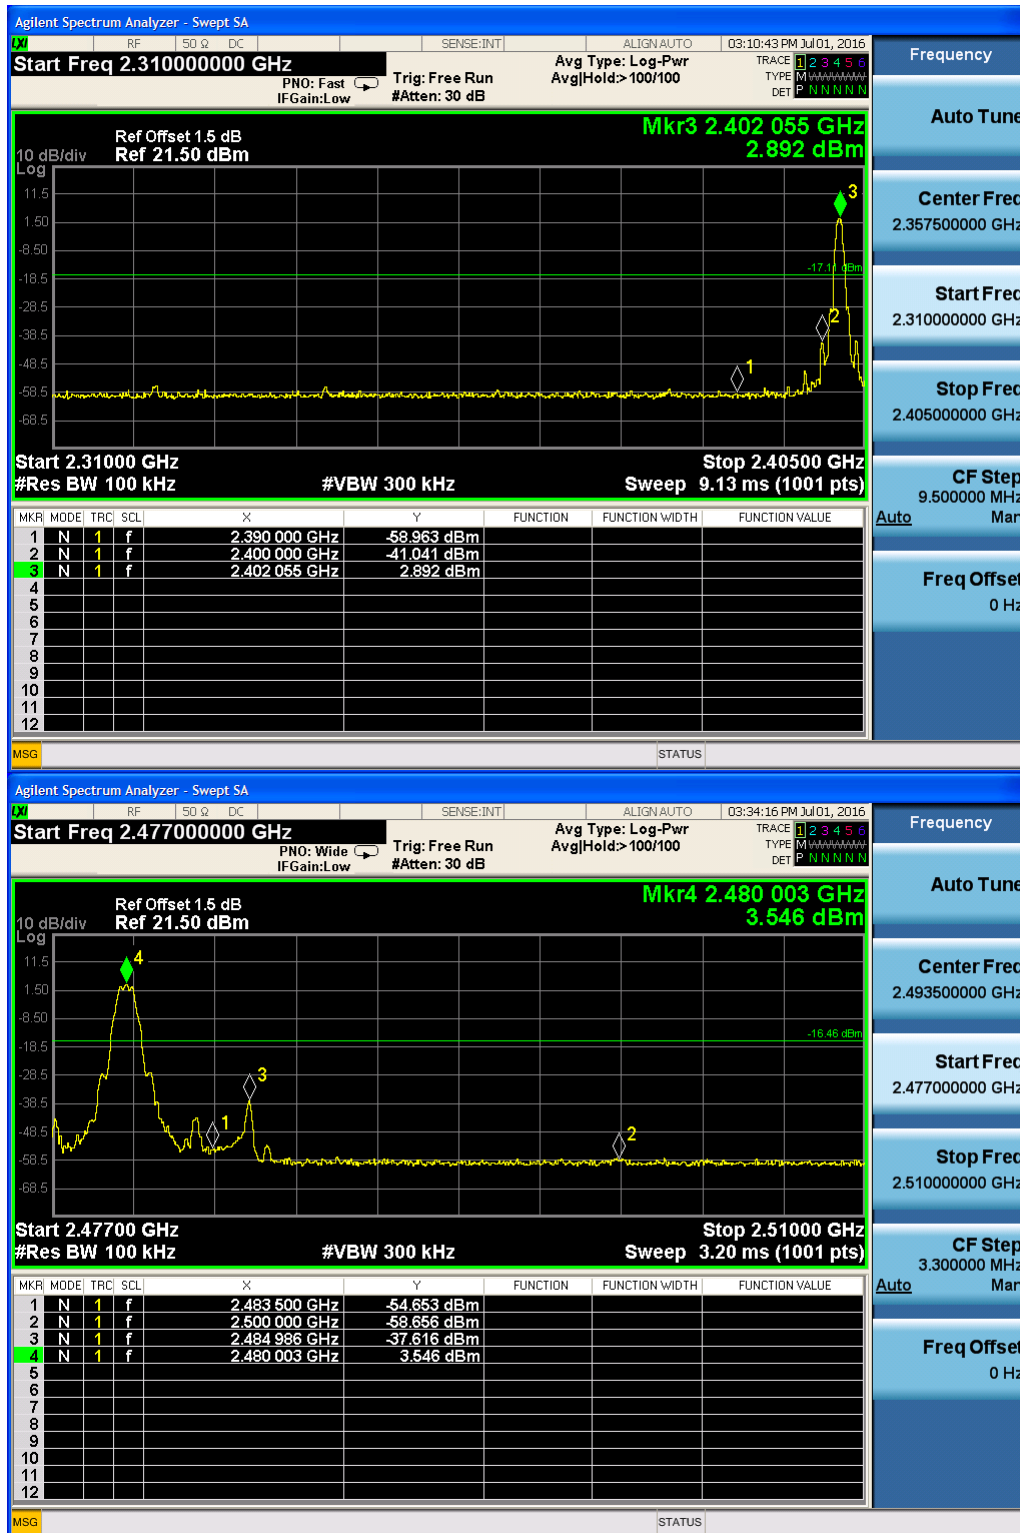 Agilent Spectrum Analyzer - Swept SA
LXI RF 50 Ω DC SENSE:INT ALIGN AUTO 03:10:43 PM Jul 01, 2016
Start Freq 2.310000000 GHz
PNO: Fast
IFGain:Low
Trig: Free Run
#Atten: 30 dB
Avg Type: Log-Pwr
Avg|Hold:>100/100
TRACE 1 2 3 4 5 6
TYPE M
DET P N N N N N
Frequency
Auto Tune
Center Freq
2.357500000 GHz
Start Freq
2.310000000 GHz
Stop Freq
2.405000000 GHz
CF Step
9.500000 MHz
Auto Man
Freq Offset
0 Hz
Mkr3 2.402 055 GHz
2.892 dBm
Ref Offset 1.5 dB
10 dB/div Ref 21.50 dBm
Log
11.5
1.50
-8.50
-18.5
-28.5
-38.5
-48.5
-58.5
-68.5
3
-17.11 dBm
2
1
Start 2.31000 GHz Stop 2.40500 GHz
#Res BW 100 kHz #VBW 300 kHz Sweep 9.13 ms (1001 pts)
MKR MODE TRC SCL X Y FUNCTION FUNCTION WIDTH FUNCTION VALUE
1 N 1 f 2.390 000 GHz -58.963 dBm
2 N 1 f 2.400 000 GHz -41.041 dBm
3 N 1 f 2.402 055 GHz 2.892 dBm
4
5
6
7
8
9
10
11
12
MSG STATUS
Agilent Spectrum Analyzer - Swept SA
LXI RF 50 Ω DC SENSE:INT ALIGN AUTO 03:34:16 PM Jul 01, 2016
Start Freq 2.477000000 GHz
PNO: Wide
IFGain:Low
Trig: Free Run
#Atten: 30 dB
Avg Type: Log-Pwr
Avg|Hold:>100/100
TRACE 1 2 3 4 5 6
TYPE M
DET P N N N N N
Frequency
Auto Tune
Center Freq
2.493500000 GHz
Start Freq
2.477000000 GHz
Stop Freq
2.510000000 GHz
CF Step
3.300000 MHz
Auto Man
Freq Offset
0 Hz
Mkr4 2.480 003 GHz
3.546 dBm
Ref Offset 1.5 dB
10 dB/div Ref 21.50 dBm
Log
11.5
1.50
-8.50
-18.5
-28.5
-38.5
-48.5
-58.5
-68.5
4
-16.46 dBm
3
1
2
Start 2.47700 GHz Stop 2.51000 GHz
#Res BW 100 kHz #VBW 300 kHz Sweep 3.20 ms (1001 pts)
MKR MODE TRC SCL X Y FUNCTION FUNCTION WIDTH FUNCTION VALUE
1 N 1 f 2.483 500 GHz -54.653 dBm
2 N 1 f 2.500 000 GHz -58.656 dBm
3 N 1 f 2.484 986 GHz -37.616 dBm
4 N 1 f 2.480 003 GHz 3.546 dBm
5
6
7
8
9
10
11
12
MSG STATUS